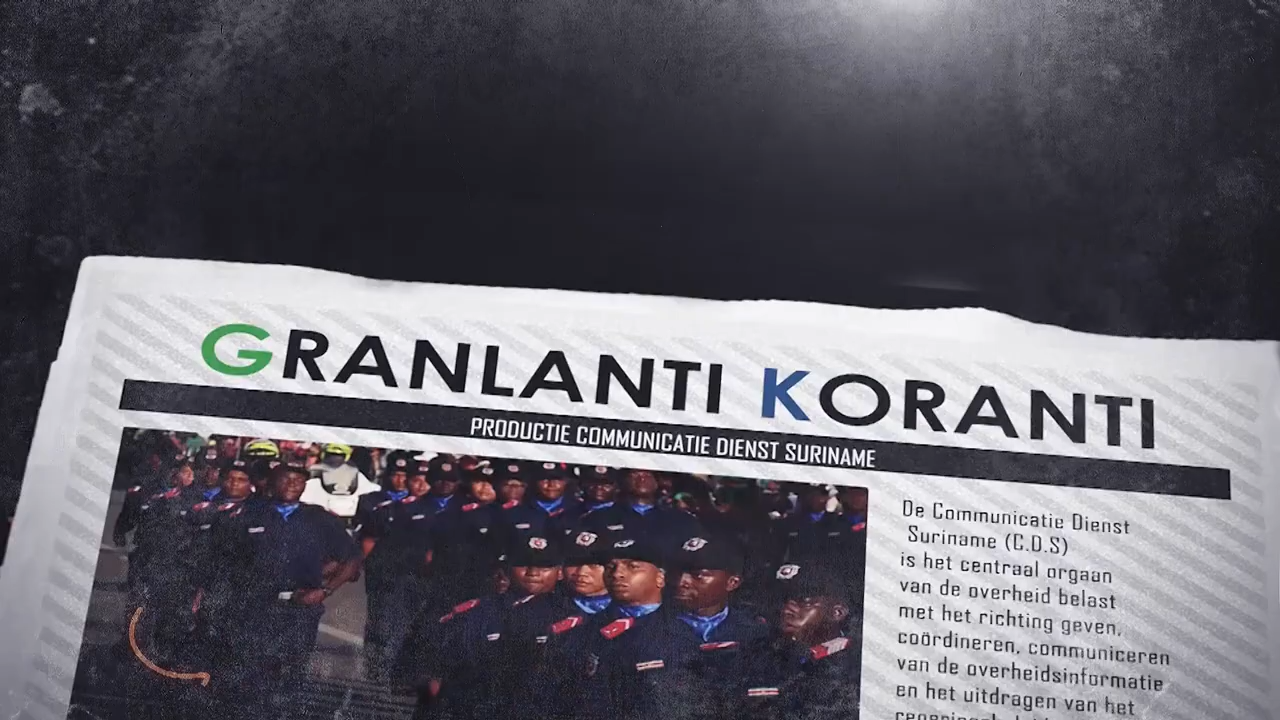 GRANLANTI KORANTI
PRODUCTIE COMMUNICATIE DIENST SURINAME
De Communicatie Dienst
Suriname (C.D.S)
is het centraal orgaan
van de overheid belast
met het richting geven,
coördineren, communiceren
van de overheidsinformatie
en het uitdragen van het